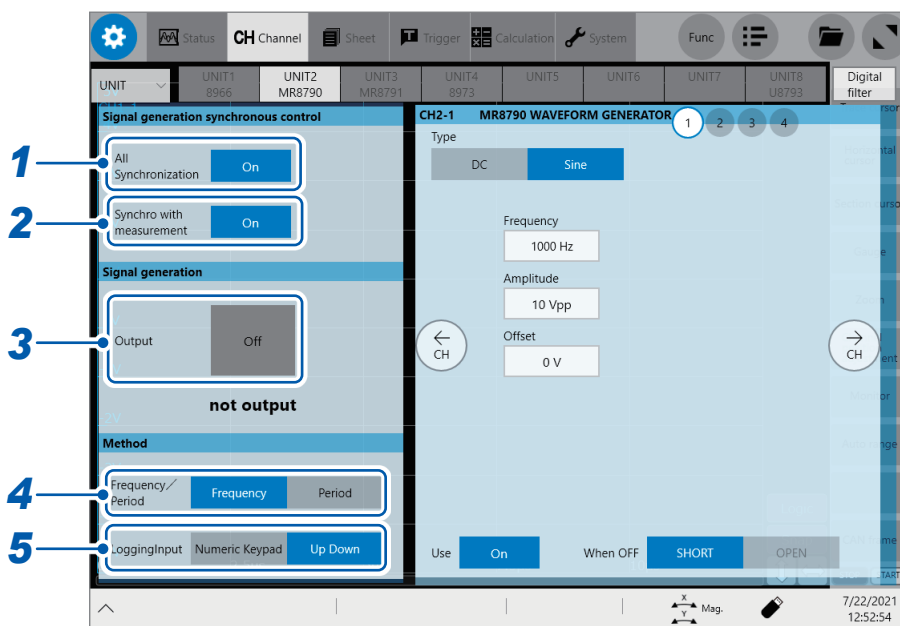 Status
CH Channel
Sheet
T Trigger
Calculation
System
Func
UNIT
UNIT1
8966
UNIT2
MR8790
UNIT3
MR8791
UNIT4
8973
UNIT5
UNIT6
UNIT7
UNIT8
U8793
Digital
filter
Signal generation synchronous control
1
All
Synchronization
On
2
Synchro with
measurement
On
Signal generation
3
Output
Off
not output
Method
4
Frequency/
Period
Frequency
Period
5
LoggingInput
Numeric Keypad
Up Down
CH2-1 MR8790 WAVEFORM GENERATOR
1
2
3
4
Type
DC
Sine
Frequency
1000 Hz
Amplitude
10 Vpp
Offset
0 V
←
CH
→
CH
Use
On
When OFF
SHORT
OPEN
X
Y
Mag.
7/22/2021
12:52:54